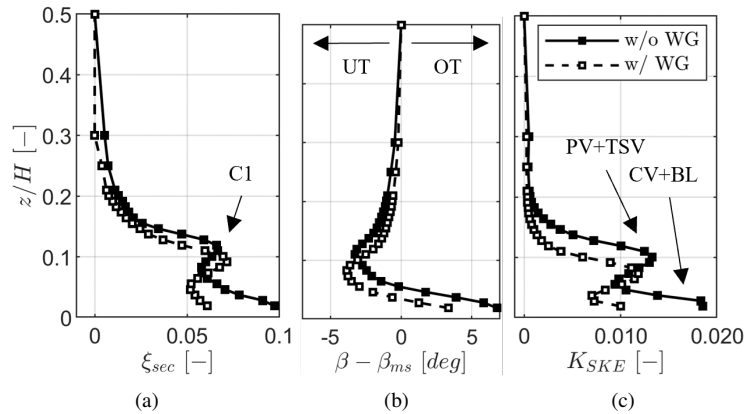 0.5
0.4
0.3
0.2
0.1
0
z/H [−]
C1
0
0.05
0.1
ξsec [−]
(a)
UT
OT
-5
0
5
β − βms [deg]
(b)
w/o WG
w/ WG
PV+TSV
CV+BL
0
0.010
0.020
KSKE [−]
(c)